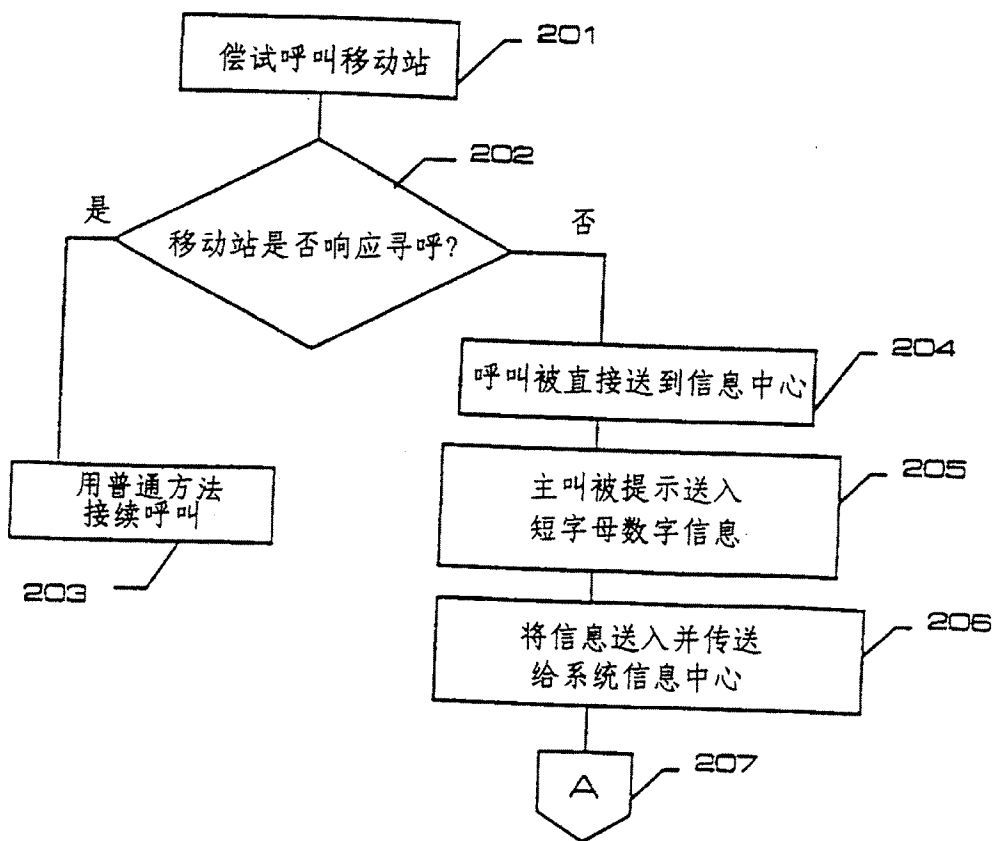 偿试呼叫移动站
201
202
是
移动站是否响应寻呼?
否
204
呼叫被直接送到信息中心
用普通方法
接续呼叫
203
主叫被提示送入
短字母数字信息
205
将信息送入并传送
给系统信息中心
206
A
207